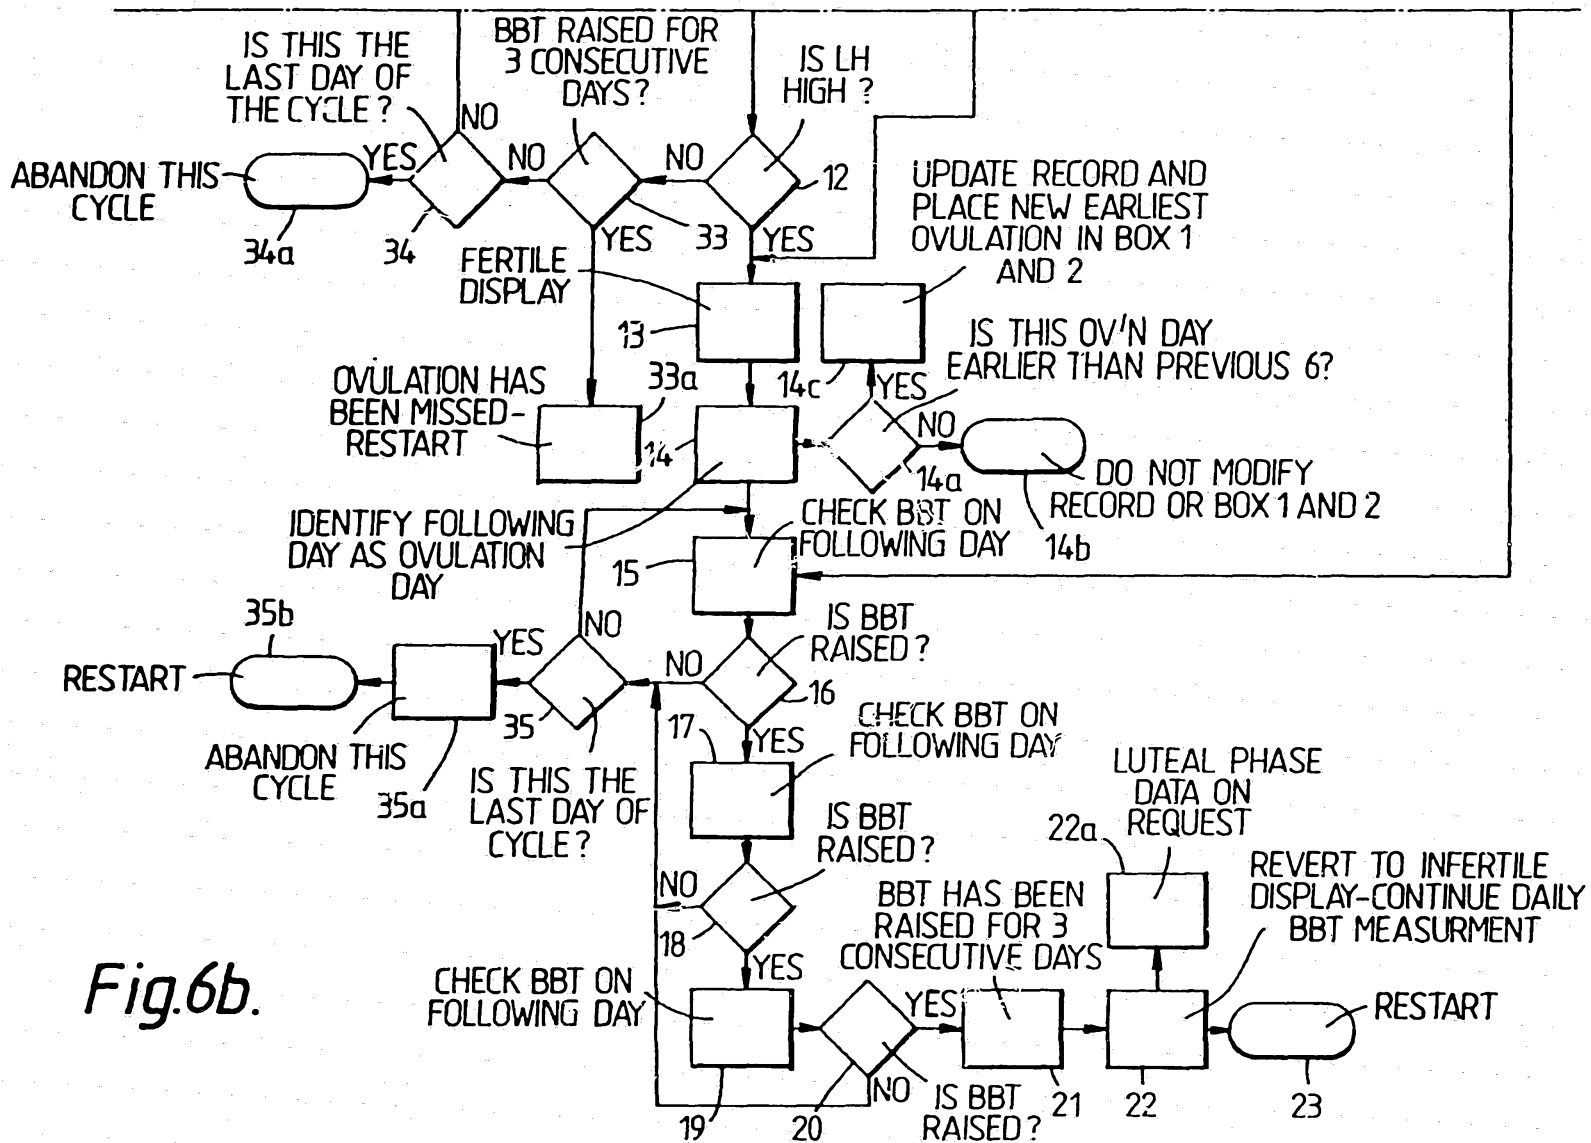 IS THIS THE
LAST DAY OF
THE CYCLE?
BBT RAISED FOR
3 CONSECUTIVE
DAYS?
IS LH
HIGH ?
NO
YES
NO
NO
12
ABANDON THIS
CYCLE
34a
34
YES
33
YES
UPDATE RECORD AND
PLACE NEW EARLIEST
OVULATION IN BOX 1
AND 2
FERTILE
DISPLAY
13
IS THIS OV'N DAY
EARLIER THAN PREVIOUS 6?
OVULATION HAS
BEEN MISSED-
RESTART
33a
14c
YES
NO
14
14a
DO NOT MODIFY
RECORD OR BOX 1 AND 2
14b
IDENTIFY FOLLOWING
DAY AS OVULATION
DAY
CHECK BBT ON
FOLLOWING DAY
15
35b
RESTART
YES
NO
NO
IS BBT
RAISED ?
16
35
ABANDON THIS
CYCLE
35a
IS THIS THE
LAST DAY OF
CYCLE?
17
YES
CHECK BBT ON
FOLLOWING DAY
IS BBT
RAISED ?
NO
18
YES
LUTEAL PHASE
DATA ON
REQUEST
22a
BBT HAS BEEN
RAISED FOR 3
CONSECUTIVE DAYS
REVERT TO INFERTILE
DISPLAY-CONTINUE DAILY
BBT MEASURMENT
Fig.6b.
CHECK BBT ON
FOLLOWING DAY
YES
RESTART
NO
19
20
IS BBT
RAISED?
21
22
23